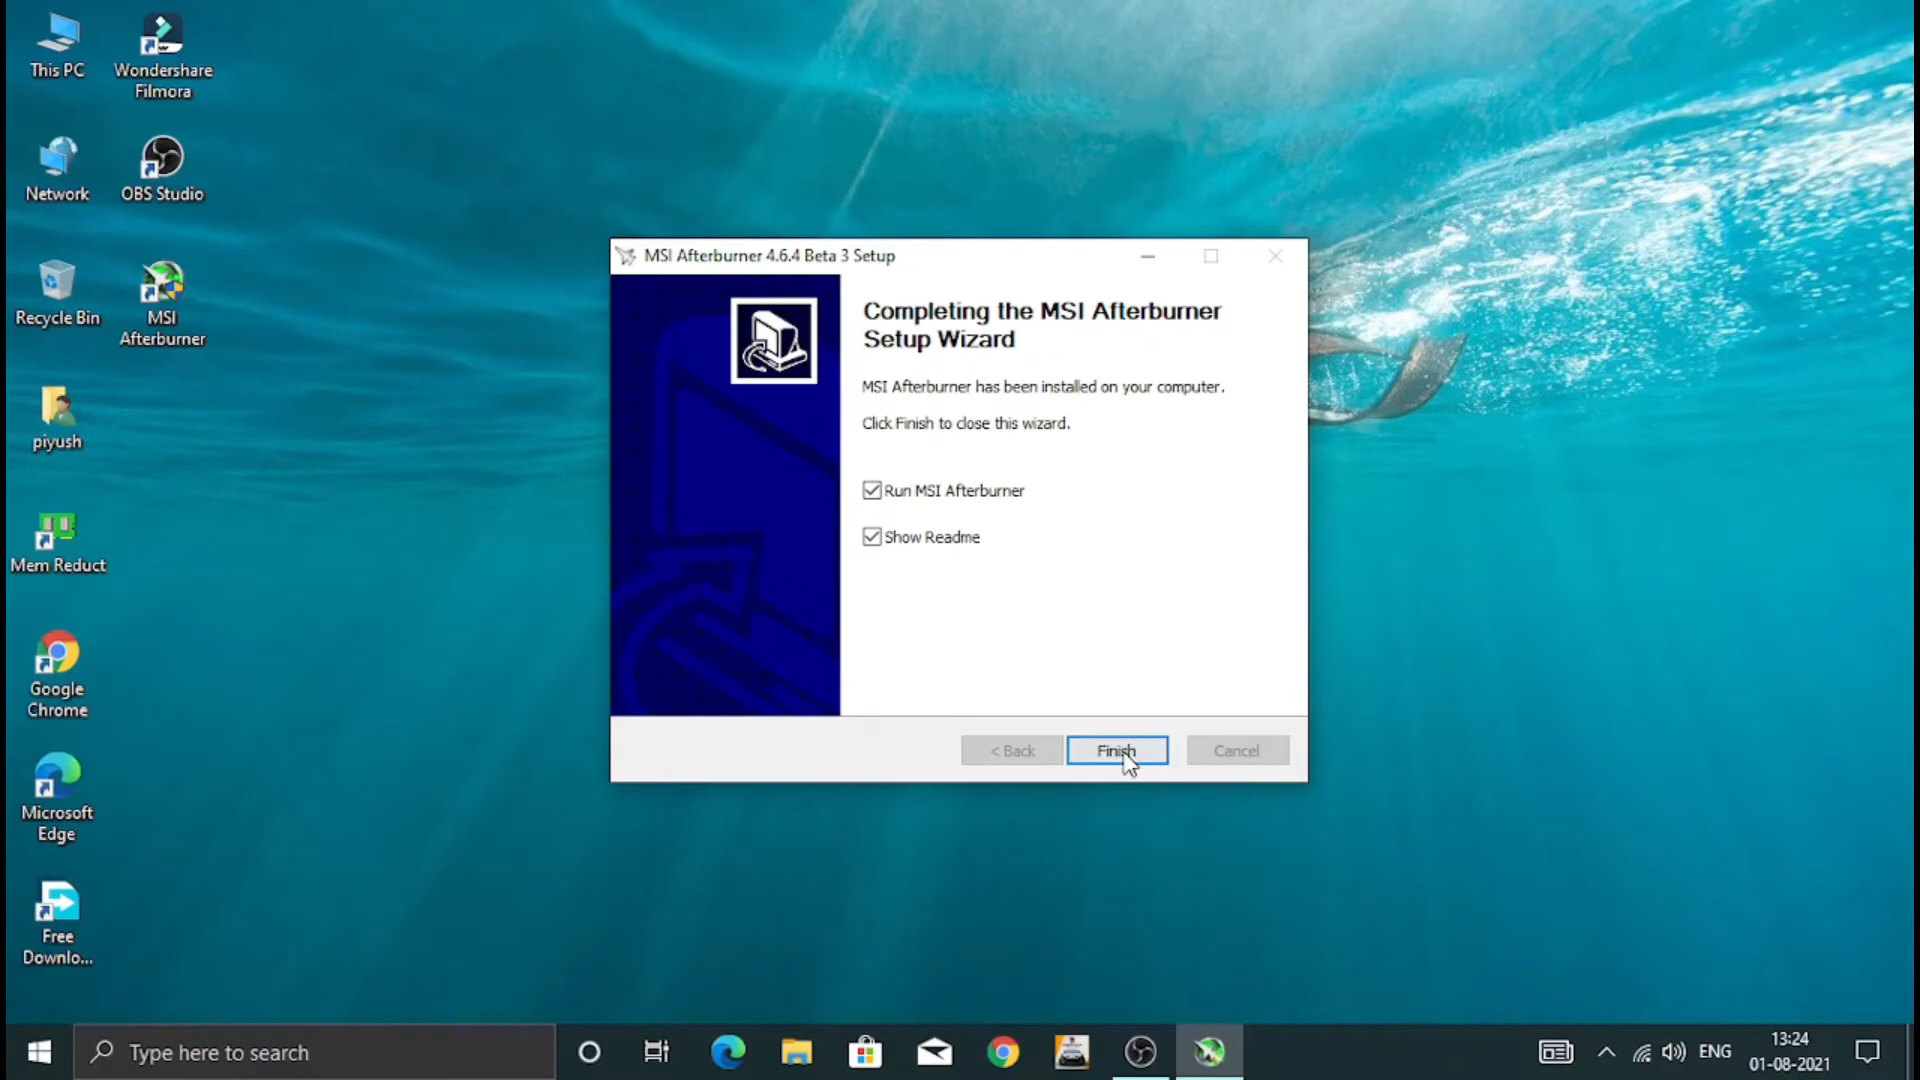 This PC
Wondershare
Filmora
Network
OBS Studio
Recycle Bin
MSI
Afterburner
piyush
Mem Reduct
Google
Chrome
Microsoft
Edge
Free
Downlo...
MSI Afterburner 4.6.4 Beta 3 Setup
Completing the MSI Afterburner
Setup Wizard
MSI Afterburner has been installed on your computer.
Click Finish to close this wizard.
Run MSI Afterburner
Show Readme
< Back
Finish
Cancel
Type here to search
ENG
13:24
01-08-2021